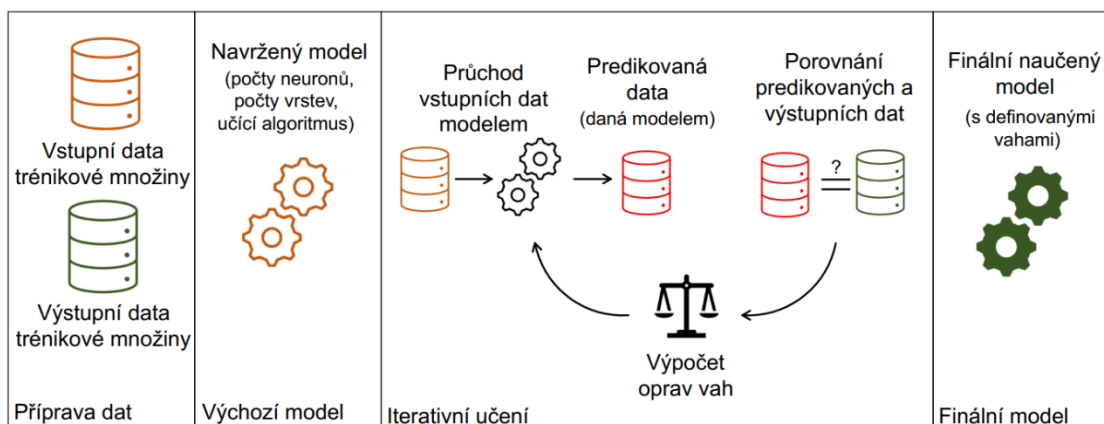 Vstupní data
trénikové množiny
Výstupní data
trénikové množiny
Příprava dat
Navržený model
(počty neuronů,
počty vrstev,
učící algoritmus)
Výchozí model
Průchod
vstupních dat
modelem
Predikovaná
data
(daná modelem)
Porovnání
predikovaných a
výstupních dat
?
Výpočet
oprav vah
Iterativní učení
Finální naučený
model
(s definovanými
vahami)
Finální model